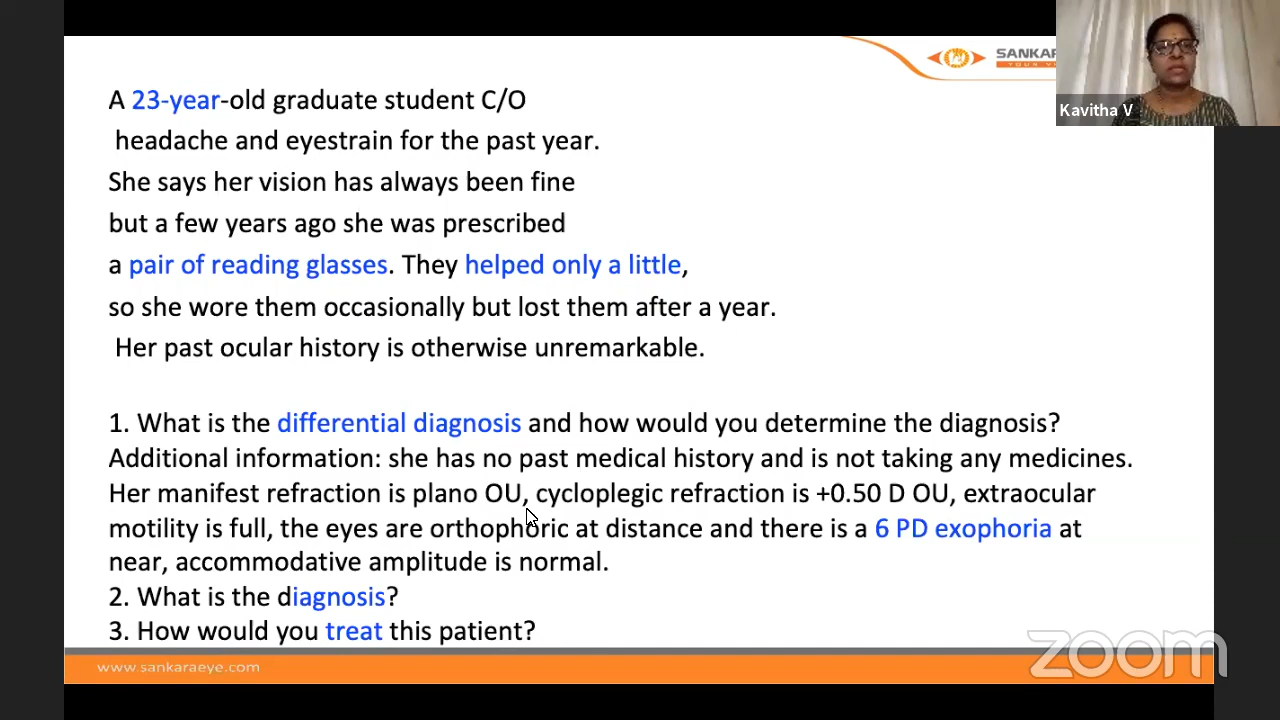 SANKARA
Kavitha V
A 23-year-old graduate student C/O
headache and eyestrain for the past year.
She says her vision has always been fine
but a few years ago she was prescribed
a pair of reading glasses. They helped only a little,
so she wore them occasionally but lost them after a year.
Her past ocular history is otherwise unremarkable.
1. What is the differential diagnosis and how would you determine the diagnosis?
Additional information: she has no past medical history and is not taking any medicines.
Her manifest refraction is plano OU, cycloplegic refraction is +0.50 D OU, extraocular
motility is full, the eyes are orthophoric at distance and there is a 6 PD exophoria at
near, accommodative amplitude is normal.
2. What is the diagnosis?
3. How would you treat this patient?
www.sankaraeye.com
zoom